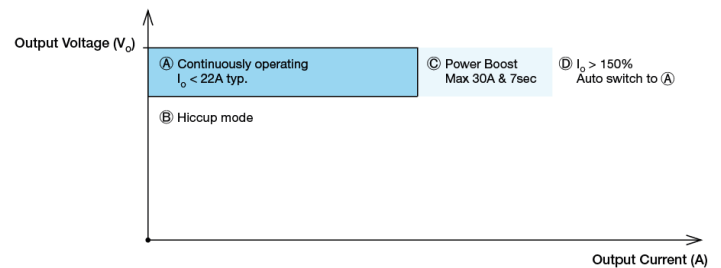 Output Voltage (Vo)
Ⓐ Continuously operating
Io < 22A typ.
Ⓒ Power Boost
Max 30A & 7sec
Ⓓ Io > 150%
Auto switch to Ⓐ
Ⓑ Hiccup mode
Output Current (A)